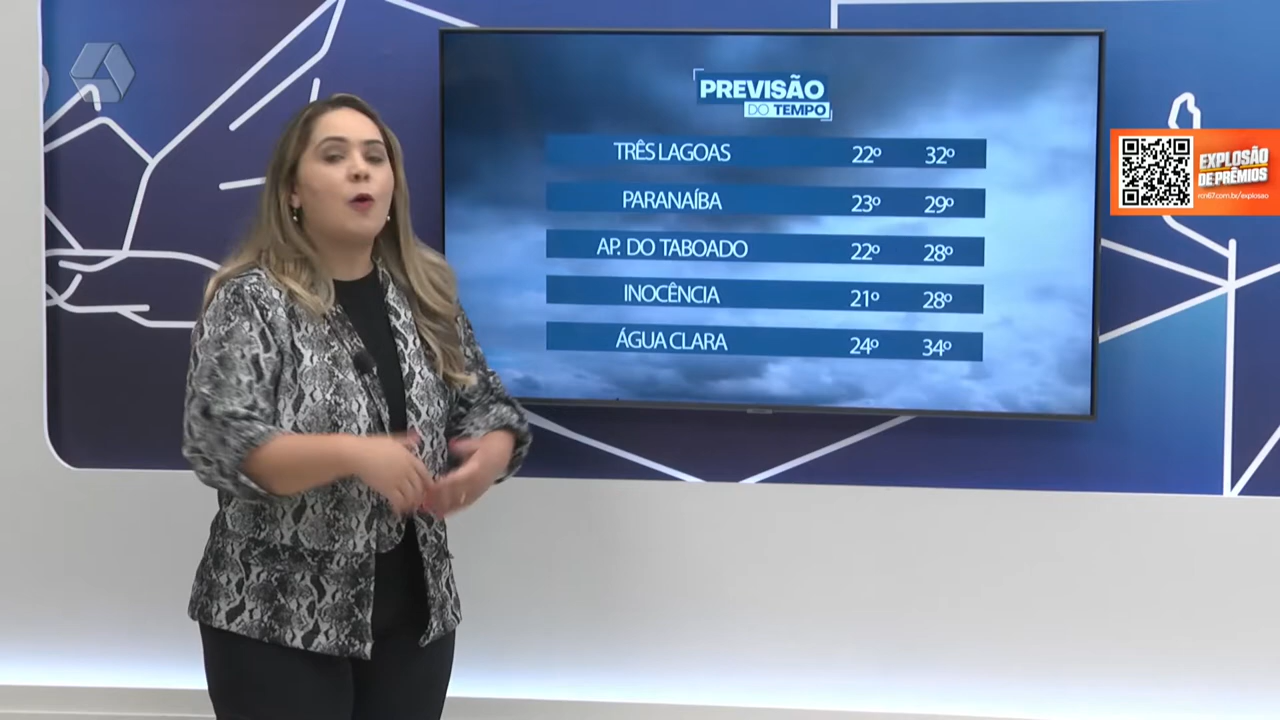 PREVISÃO
DO TEMPO
TRÊS LAGOAS 22º 32º
PARANAÍBA 23º 29º
AP. DO TABOADO 22º 28º
INOCÊNCIA 21º 28º
ÁGUA CLARA 24º 34º
EXPLOSÃO
DE PRÊMIOS
rcn67.com.br/explosao